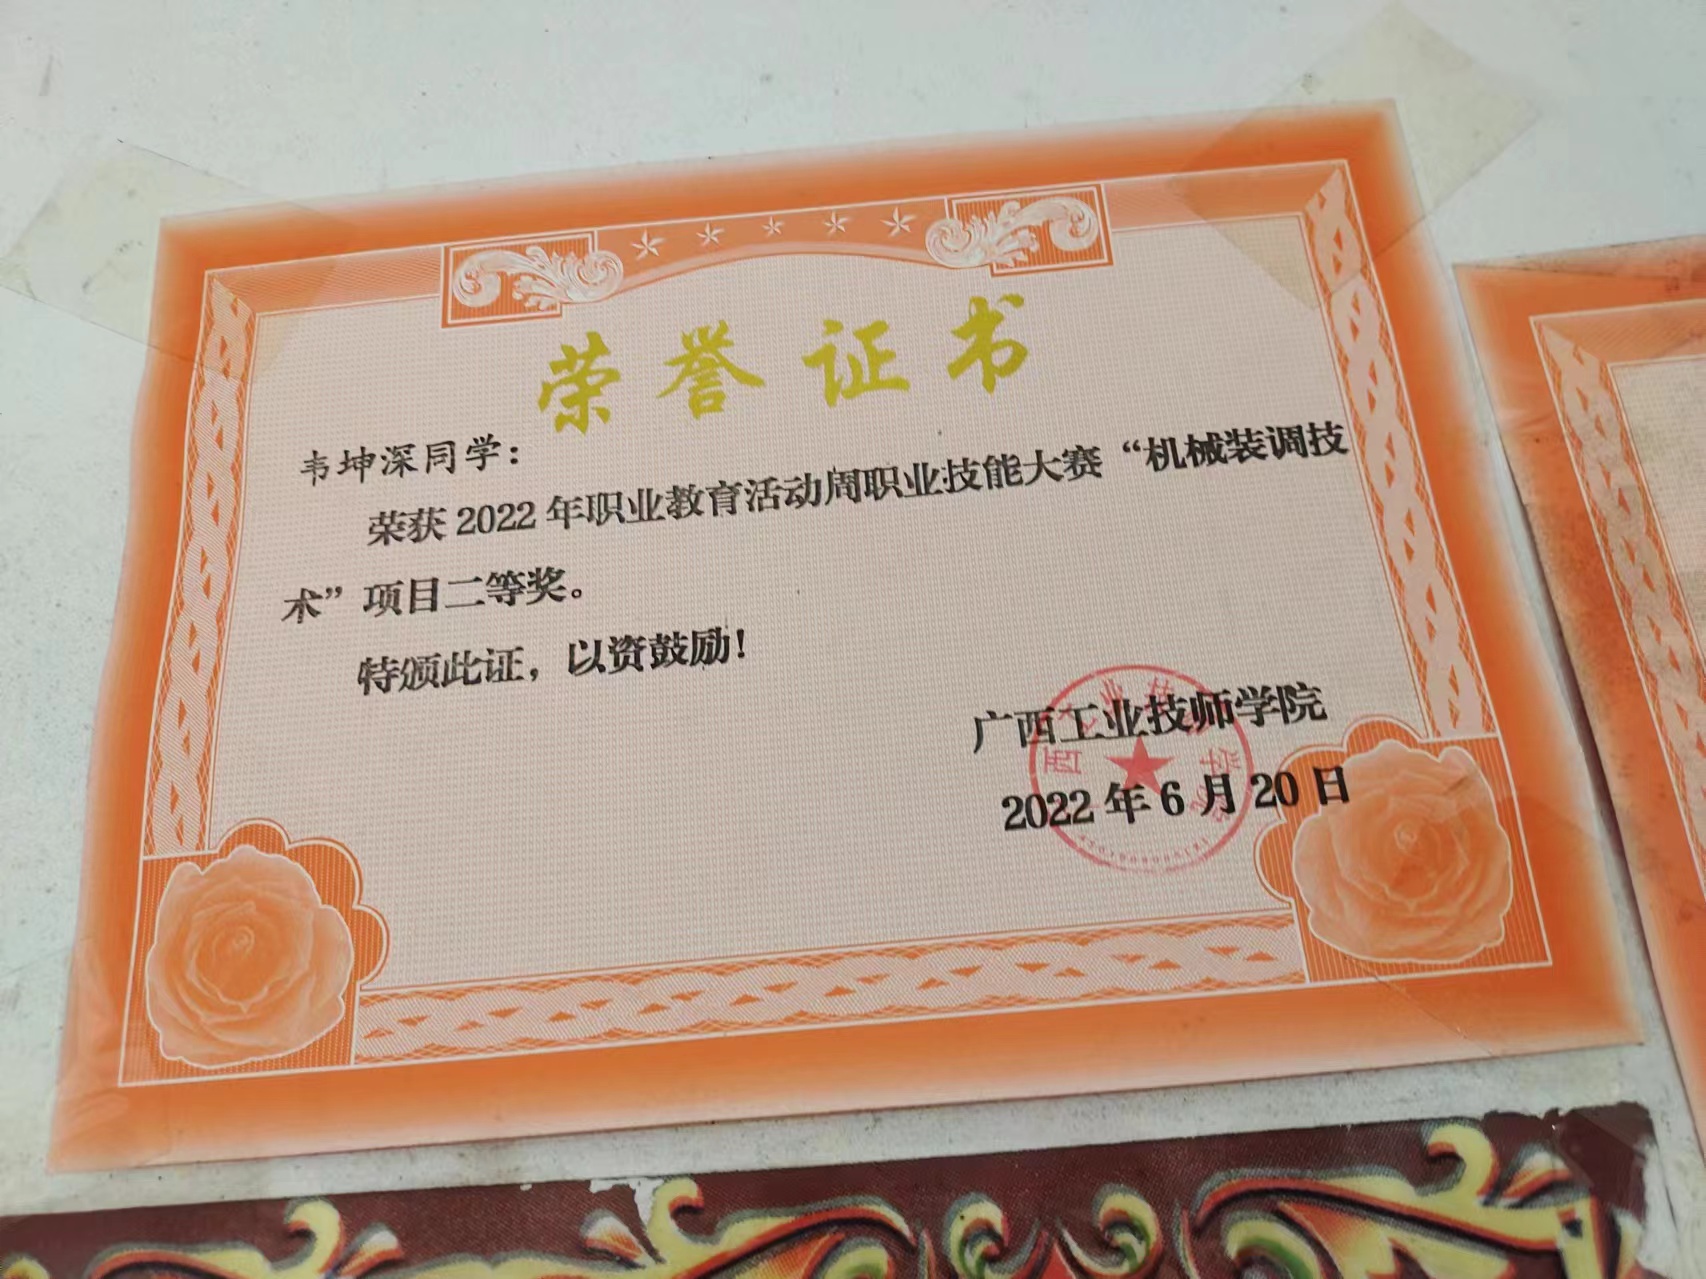 荣誉证书
韦坤深同学：
荣获 2022 年职业教育活动周职业技能大赛“机械装调技
术”项目二等奖。
特颁此证，以资鼓励！
广西工业技师学院
2022 年 6 月 20 日